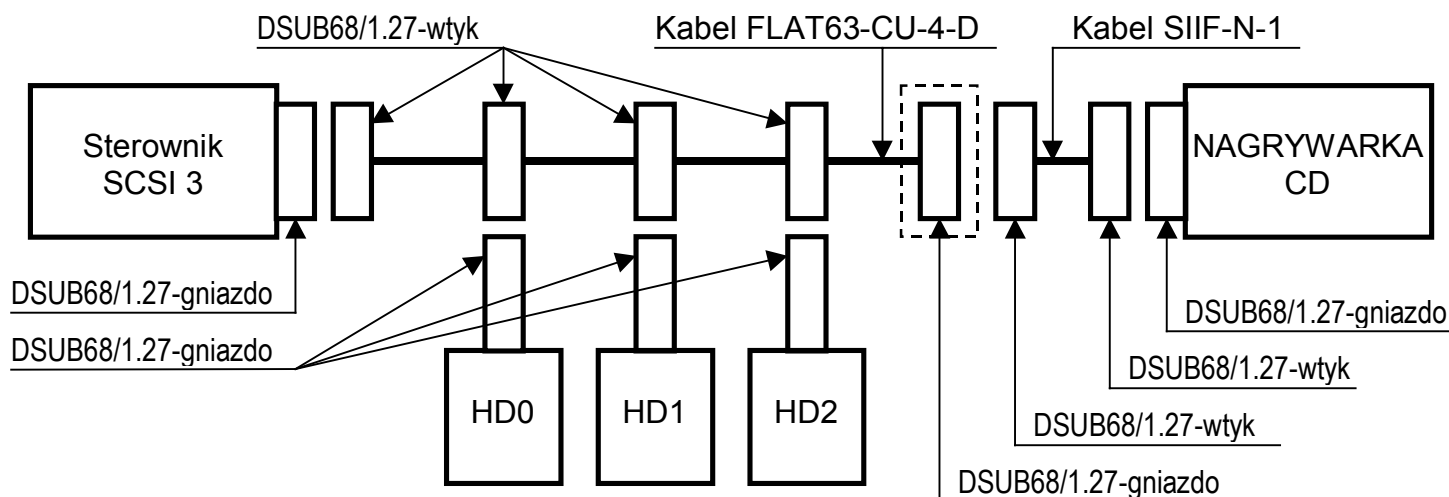 DSUB68/1.27-wtyk
Kabel FLAT63-CU-4-D
Kabel SIIF-N-1
Sterownik
SCSI 3
NAGRYWARKA
CD
DSUB68/1.27-gniazdo
DSUB68/1.27-gniazdo
DSUB68/1.27-gniazdo
DSUB68/1.27-wtyk
HD0
HD1
HD2
DSUB68/1.27-wtyk
DSUB68/1.27-gniazdo